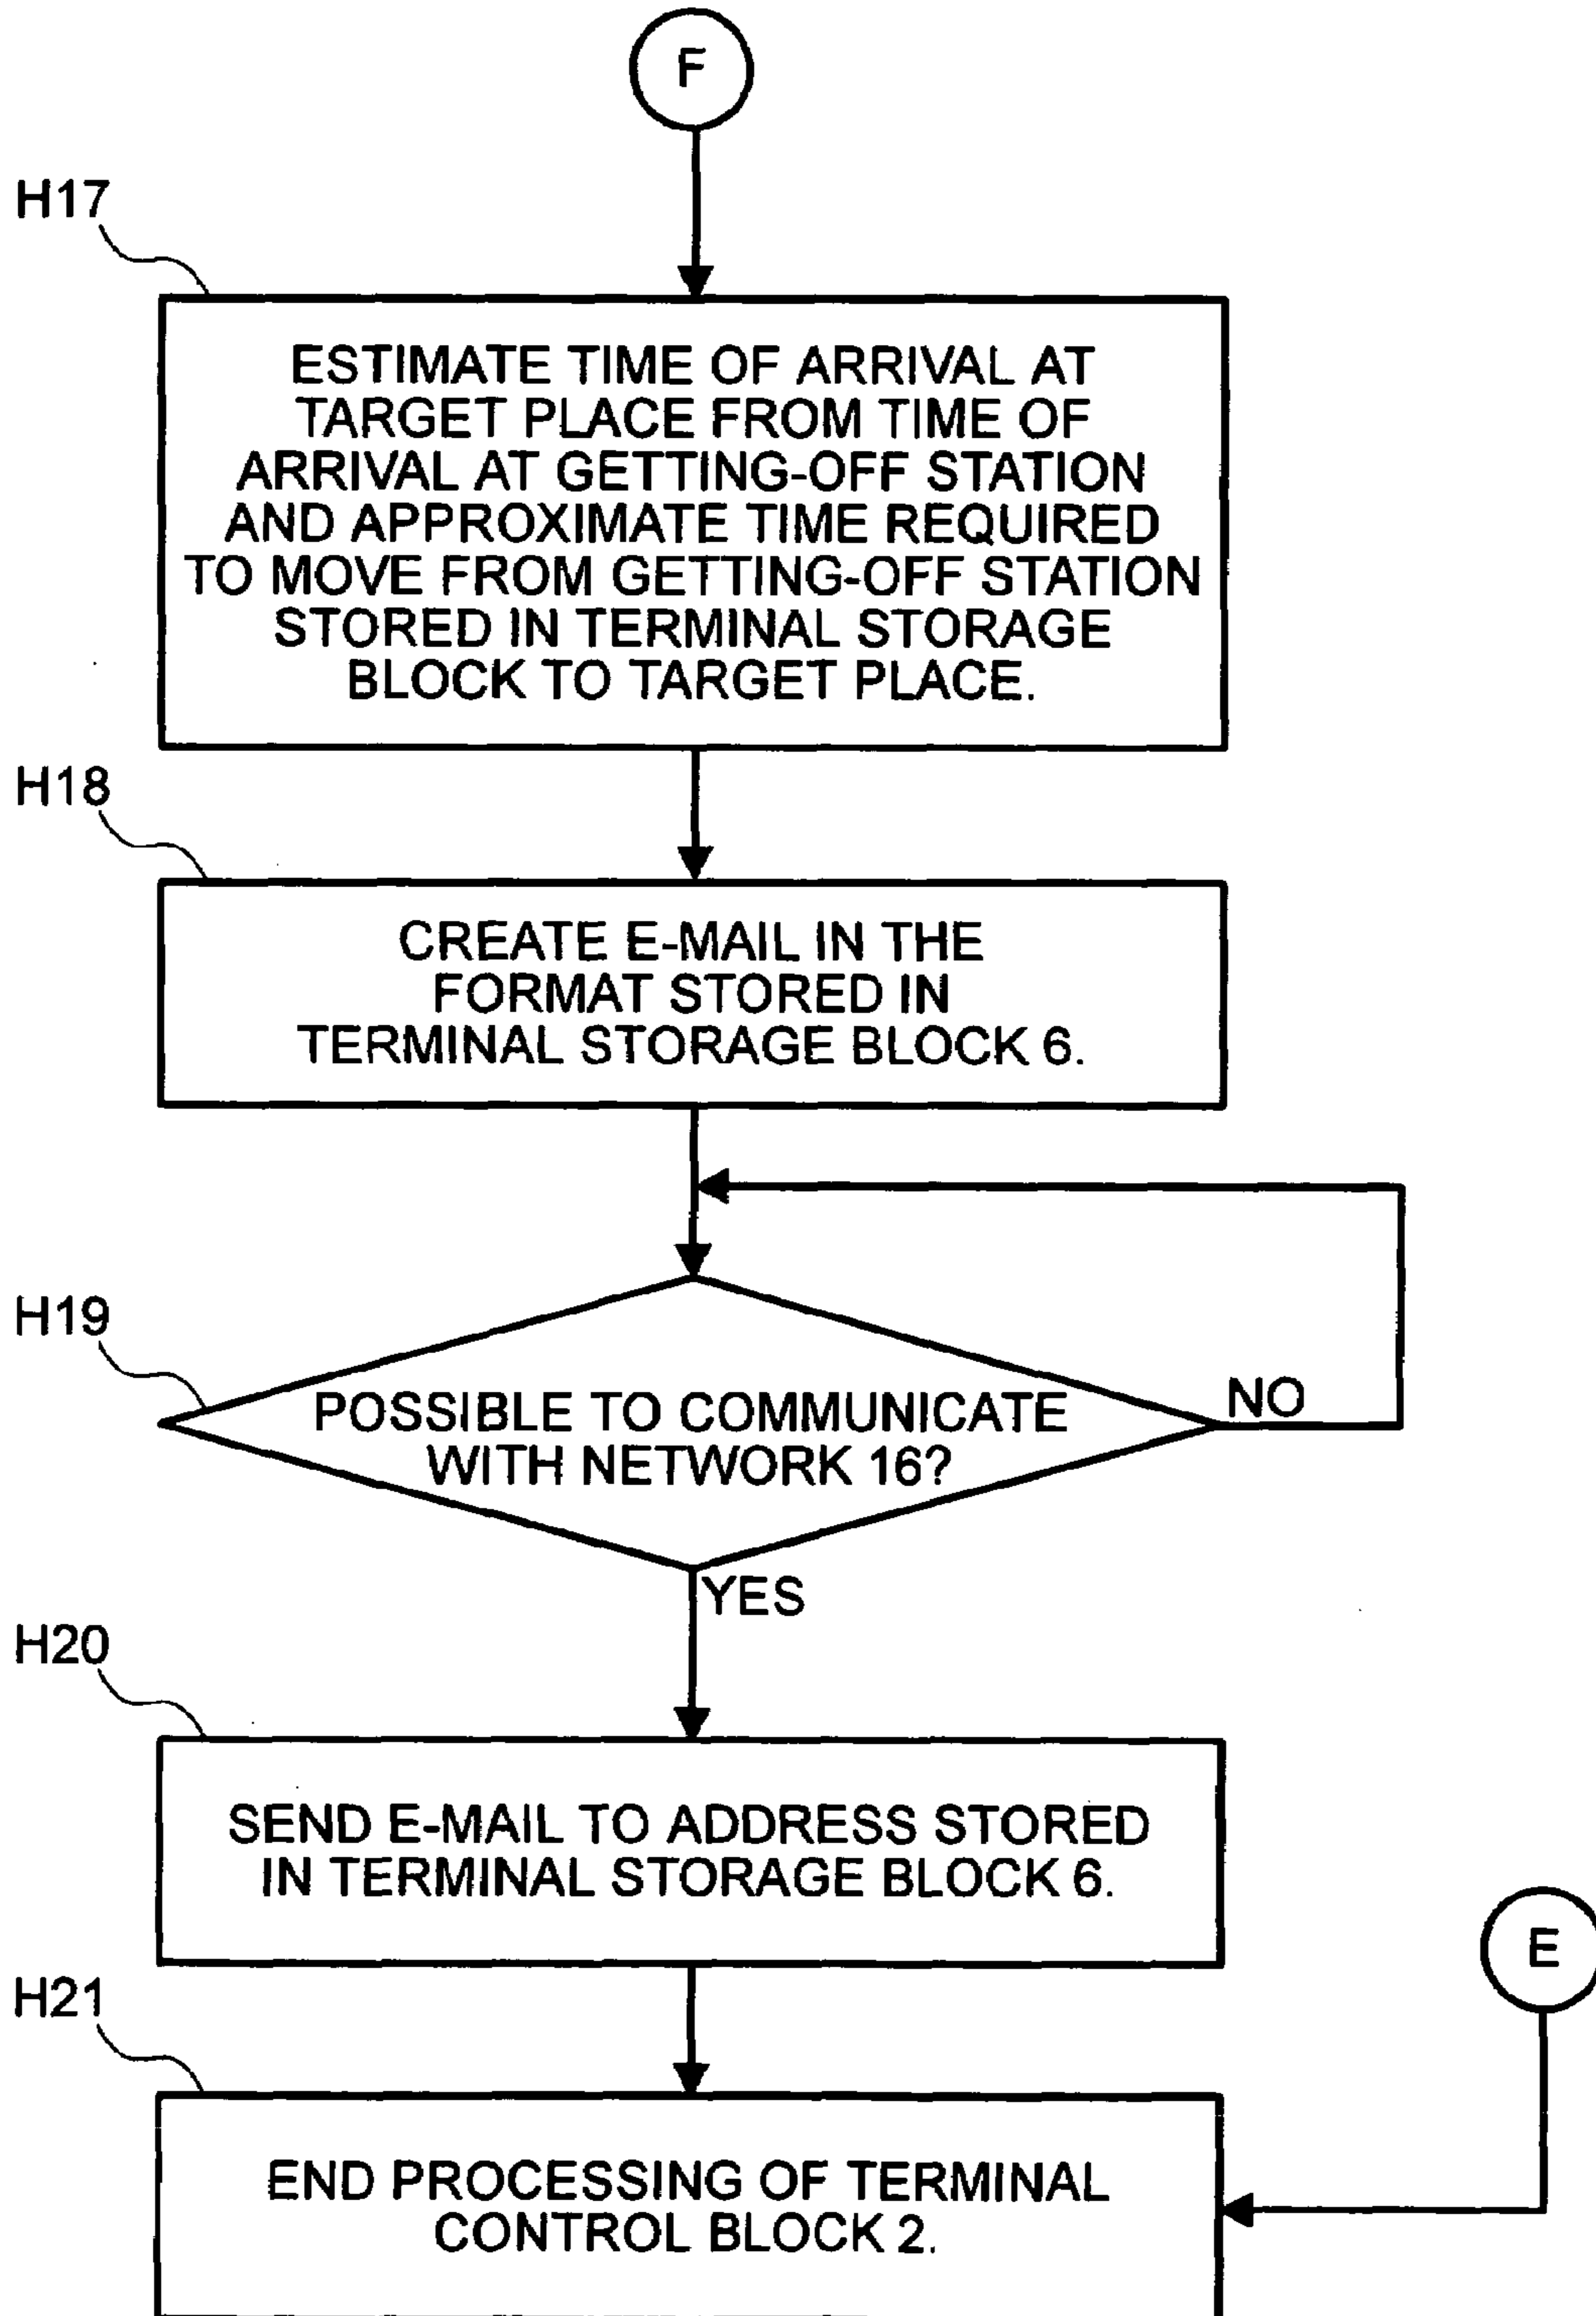 F
H17
ESTIMATE TIME OF ARRIVAL AT
TARGET PLACE FROM TIME OF
ARRIVAL AT GETTING-OFF STATION
AND APPROXIMATE TIME REQUIRED
TO MOVE FROM GETTING-OFF STATION
STORED IN TERMINAL STORAGE
BLOCK TO TARGET PLACE.
H18
CREATE E-MAIL IN THE
FORMAT STORED IN
TERMINAL STORAGE BLOCK 6.
H19
POSSIBLE TO COMMUNICATE
WITH NETWORK 16?
NO
YES
H20
SEND E-MAIL TO ADDRESS STORED
IN TERMINAL STORAGE BLOCK 6.
E
H21
END PROCESSING OF TERMINAL
CONTROL BLOCK 2.